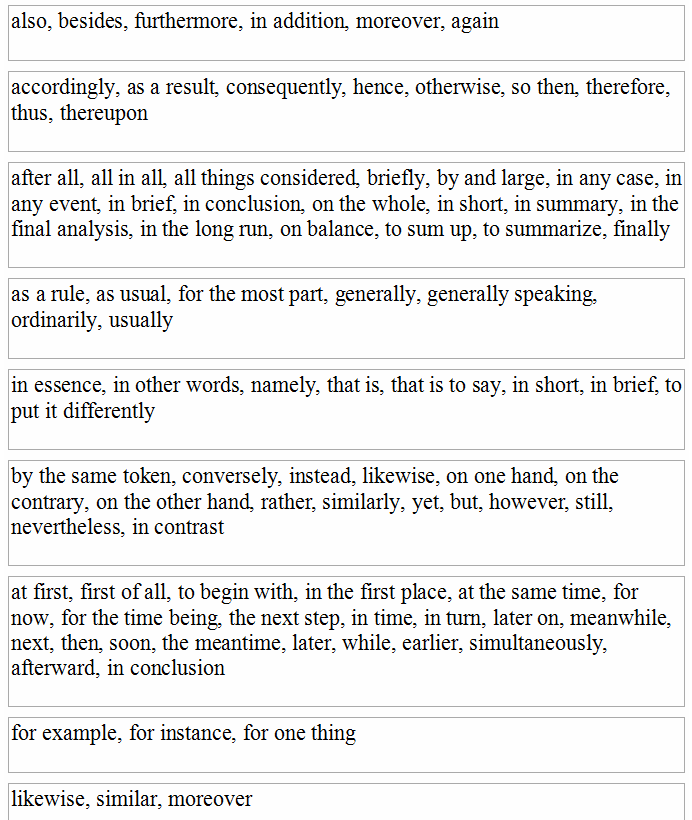 also, besides, furthermore, in addition, moreover, again
accordingly, as a result, consequently, hence, otherwise, so then, therefore,
thus, thereupon
after all, all in all, all things considered, briefly, by and large, in any case, in
any event, in brief, in conclusion, on the whole, in short, in summary, in the
final analysis, in the long run, on balance, to sum up, to summarize, finally
as a rule, as usual, for the most part, generally, generally speaking,
ordinarily, usually
in essence, in other words, namely, that is, that is to say, in short, in brief, to
put it differently
by the same token, conversely, instead, likewise, on one hand, on the
contrary, on the other hand, rather, similarly, yet, but, however, still,
nevertheless, in contrast
at first, first of all, to begin with, in the first place, at the same time, for
now, for the time being, the next step, in time, in turn, later on, meanwhile,
next, then, soon, the meantime, later, while, earlier, simultaneously,
afterward, in conclusion
for example, for instance, for one thing
likewise, similar, moreover